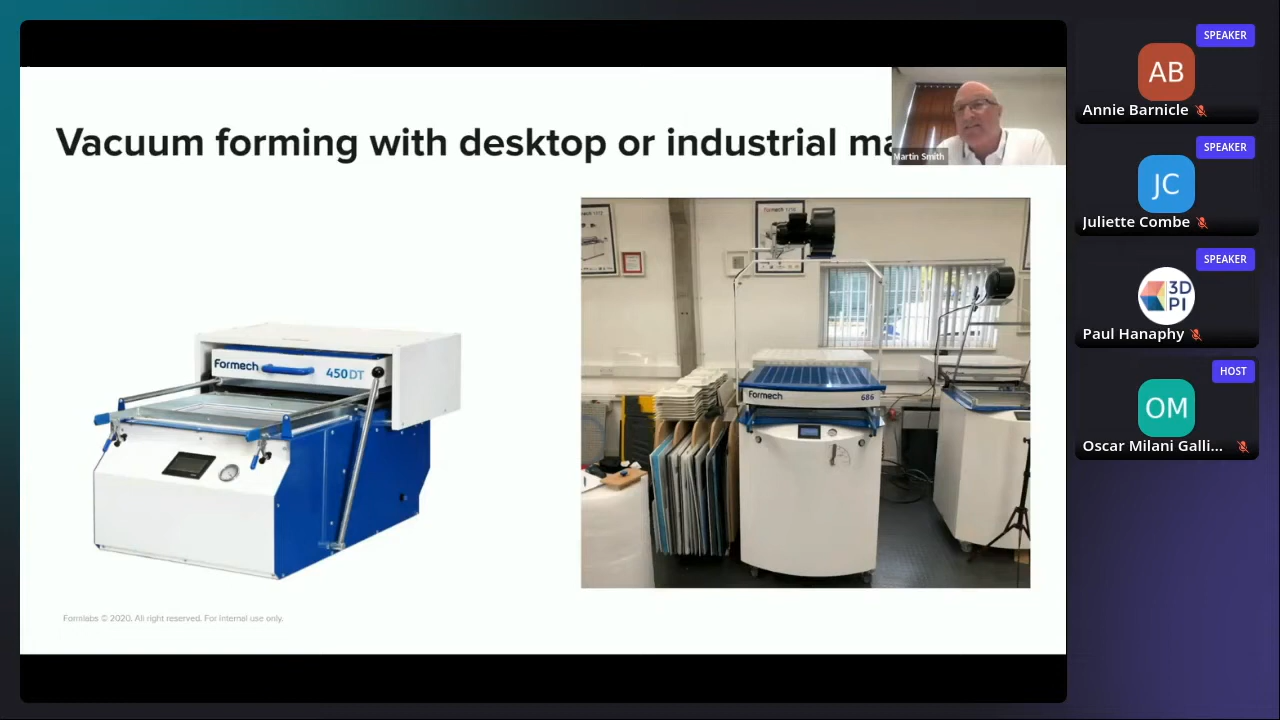 Vacuum forming with desktop or industrial ma
Martin Smith
Formech
450DT
Formech
686
Formlabs © 2020. All right reserved. For internal use only.
SPEAKER
AB
Annie Barnicle
SPEAKER
JC
Juliette Combe
SPEAKER
3D
PI
Paul Hanaphy
HOST
OM
Oscar Milani Galli...